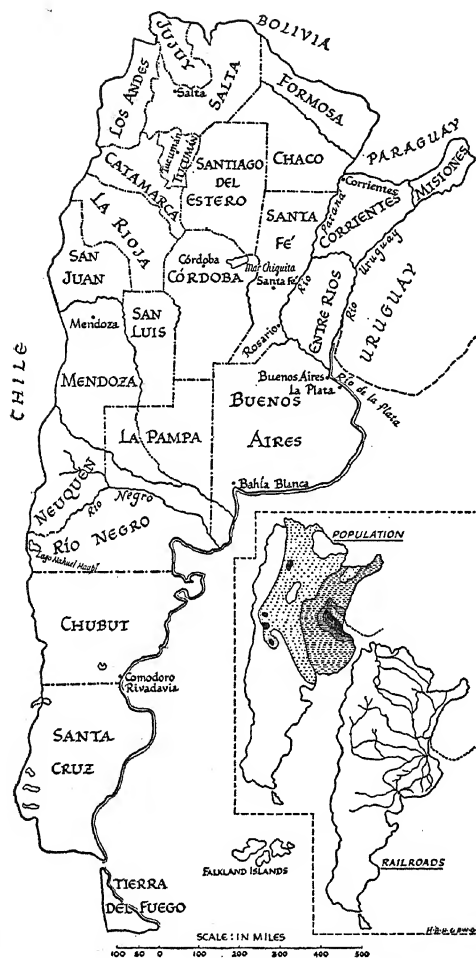 BOLIVIA
JUJUY
LOS ANDES
Salta
SALTA
FORMOSA
PARAGUAY
CATAMARCA
Tucumán
TUCUMÁN
SANTIAGO
DEL
ESTERO
CHACO
MISIONES
Corrientes
CORRIENTES
Río Paraná
Río Uruguay
URUGUAY
LA RIOJA
SANTA
FÉ
SAN
JUAN
Córdoba
CÓRDOBA
Mar Chiquita
Santa Fé
ENTRE RIOS
Rosario
CHILE
Mendoza
MENDOZA
SAN
LUIS
Buenos Aires
La Plata
Río de la Plata
BUENOS
AIRES
LA PAMPA
Bahía Blanca
NEUQUÉN
Río Negro
RÍO NEGRO
Lago Nahuel Huapí
CHUBUT
Comodoro
Rivadavia
SANTA
CRUZ
TIERRA
DEL FUEGO
FALKLAND ISLANDS
POPULATION
RAILROADS
SCALE: IN MILES
100 50 0 100 200 300 400 500